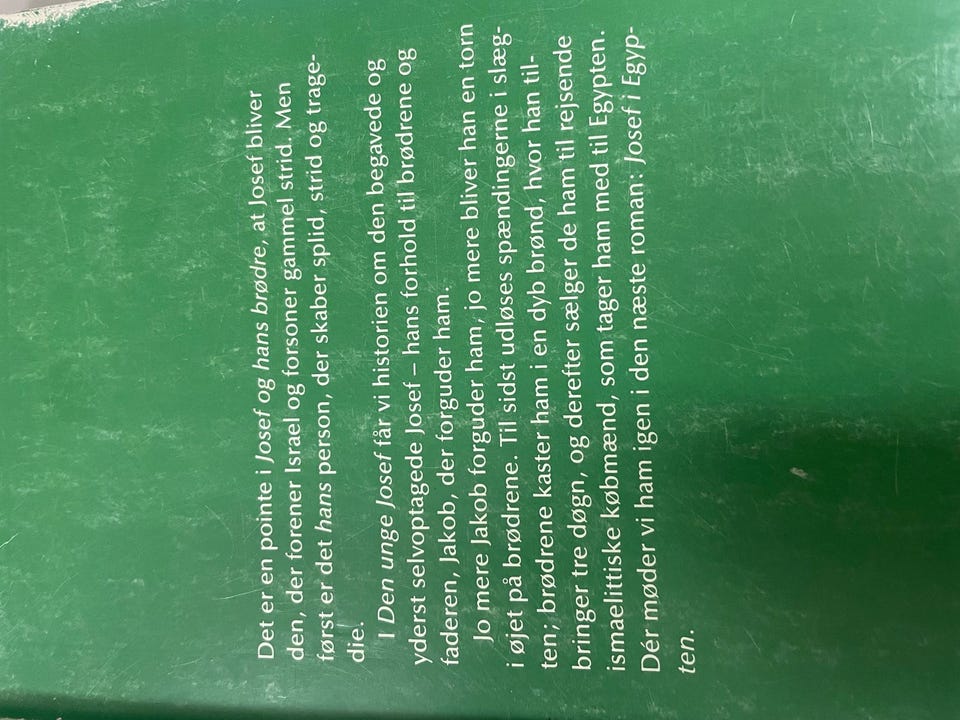 Det er en pointe i Josef og hans brødre, at Josef bliver
den, der forener Israel og forsoner gammel strid. Men
først er det hans person, der skaber splid, strid og trage-
die.
I Den unge Josef får vi historien om den begavede og
yderst selvoptagede Josef – hans forhold til brødrene og
faderen, Jakob, der forguder ham.
Jo mere Jakob forguder ham, jo mere bliver han en torn
i øjet på brødrene. Til sidst udløses spændingerne i slæg-
ten; brødrene kaster ham i en dyb brønd, hvor han til-
bringer tre døgn, og derefter sælger de ham til rejsende
ismaelittiske købmænd, som tager ham med til Egypten.
Dér møder vi ham igen i den næste roman: Josef i Egyp-
ten.